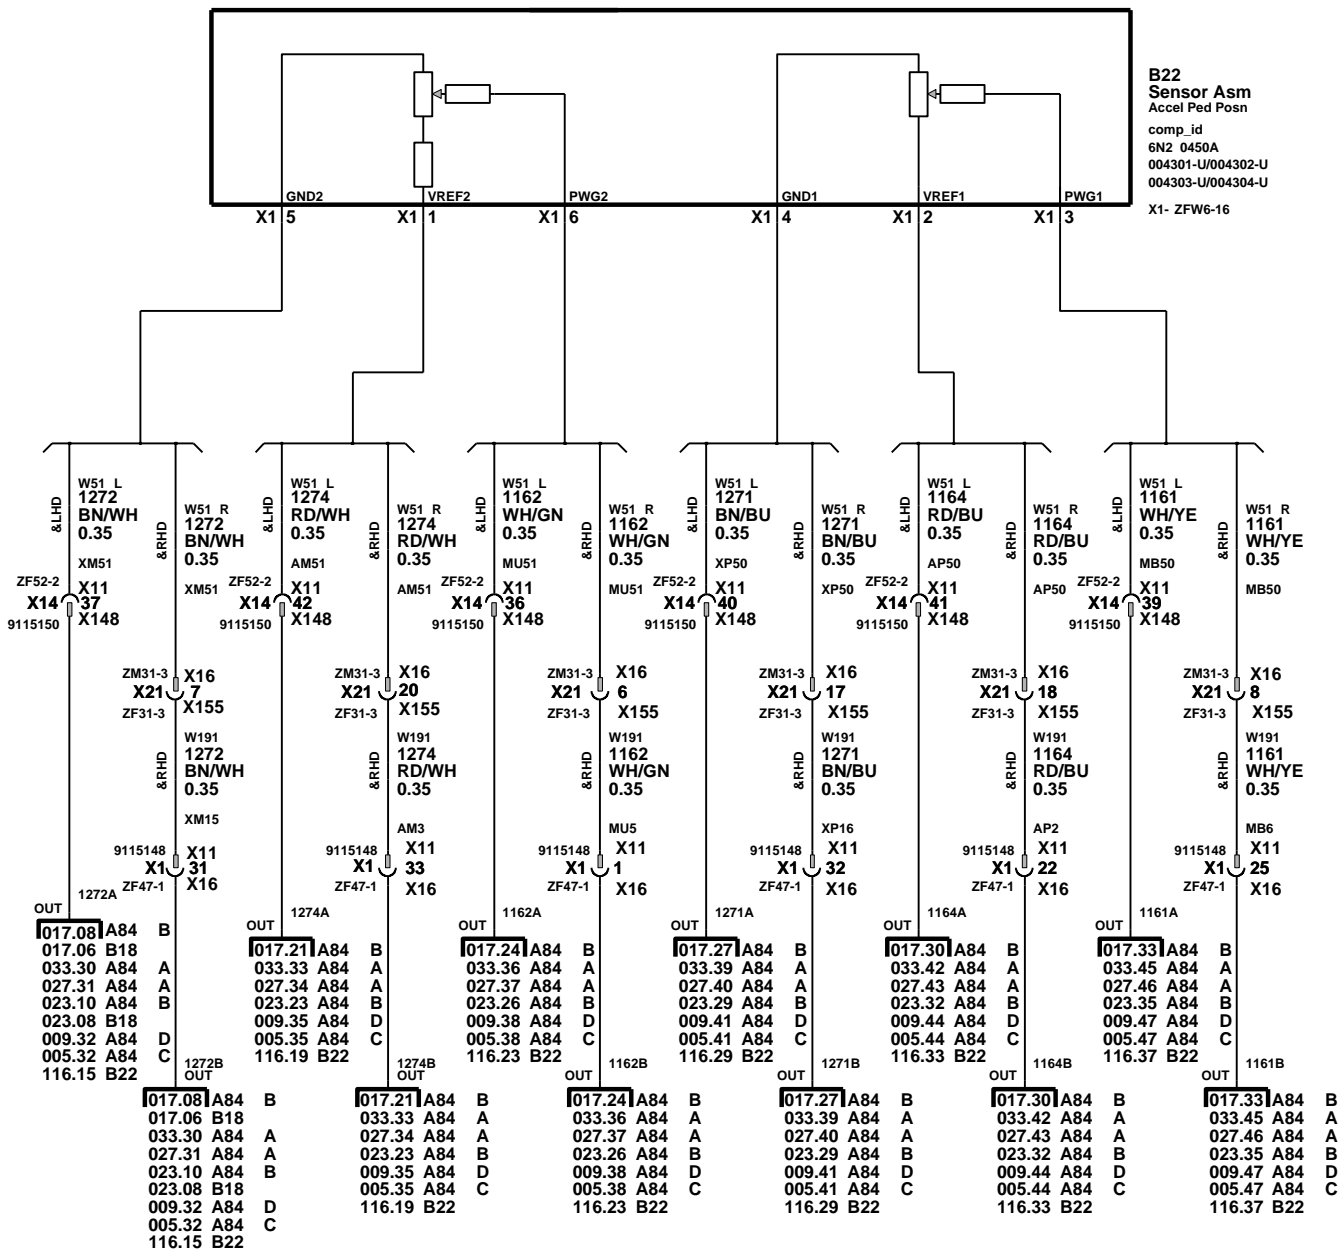 B22
Sensor Asm
Accel Ped Posn
comp_id
6N2 0450A
004301-U/004302-U
004303-U/004304-U
X1- ZFW6-16
GND2
VREF2
PWG2
GND1
VREF1
PWG1
X1 5
X1 1
X1 6
X1 4
X1 2
X1 3
&LHD
W51 L
1272
BN/WH
0.35
XM51
ZF52-2
X11
X14 37
X148
9115150
1272A
OUT
017.08 A84 B
017.06 B18
033.30 A84 A
027.31 A84 A
023.10 A84 B
023.08 B18
009.32 A84 D
005.32 A84 C
116.15 B22
&RHD
W51 R
1272
BN/WH
0.35
XM51
ZM31-3
X16
X21 7
X155
ZF31-3
&RHD
W191
1272
BN/WH
0.35
XM15
9115148
X11
X1 31
X16
ZF47-1
1272B
OUT
017.08 A84 B
017.06 B18
033.30 A84 A
027.31 A84 A
023.10 A84 B
023.08 B18
009.32 A84 D
005.32 A84 C
116.15 B22
&LHD
W51 L
1274
RD/WH
0.35
AM51
ZF52-2
X11
X14 42
X148
9115150
1274A
OUT
017.21 A84 B
033.33 A84 A
027.34 A84 A
023.23 A84 B
009.35 A84 D
005.35 A84 C
116.19 B22
&RHD
W51 R
1274
RD/WH
0.35
AM51
ZM31-3
X16
X21 20
X155
ZF31-3
&RHD
W191
1274
RD/WH
0.35
AM3
9115148
X11
X1 33
X16
ZF47-1
1274B
OUT
017.21 A84 B
033.33 A84 A
027.34 A84 A
023.23 A84 B
009.35 A84 D
005.35 A84 C
116.19 B22
&LHD
W51 L
1162
WH/GN
0.35
MU51
ZF52-2
X11
X14 36
X148
9115150
1162A
OUT
017.24 A84 B
033.36 A84 A
027.37 A84 A
023.26 A84 B
009.38 A84 D
005.38 A84 C
116.23 B22
&RHD
W51 R
1162
WH/GN
0.35
MU51
ZM31-3
X16
X21 6
X155
ZF31-3
&RHD
W191
1162
WH/GN
0.35
MU5
9115148
X11
X1 1
X16
ZF47-1
1162B
OUT
017.24 A84 B
033.36 A84 A
027.37 A84 A
023.26 A84 B
009.38 A84 D
005.38 A84 C
116.23 B22
&LHD
W51 L
1271
BN/BU
0.35
XP50
ZF52-2
X11
X14 40
X148
9115150
1271A
OUT
017.27 A84 B
033.39 A84 A
027.40 A84 A
023.29 A84 B
009.41 A84 D
005.41 A84 C
116.29 B22
&RHD
W51 R
1271
BN/BU
0.35
XP50
ZM31-3
X16
X21 17
X155
ZF31-3
&RHD
W191
1271
BN/BU
0.35
XP16
9115148
X11
X1 32
X16
ZF47-1
1271B
OUT
017.27 A84 B
033.39 A84 A
027.40 A84 A
023.29 A84 B
009.41 A84 D
005.41 A84 C
116.29 B22
&LHD
W51 L
1164
RD/BU
0.35
AP50
ZF52-2
X11
X14 41
X148
9115150
1164A
OUT
017.30 A84 B
033.42 A84 A
027.43 A84 A
023.32 A84 B
009.44 A84 D
005.44 A84 C
116.33 B22
&RHD
W51 R
1164
RD/BU
0.35
AP50
ZM31-3
X16
X21 18
X155
ZF31-3
&RHD
W191
1164
RD/BU
0.35
AP2
9115148
X11
X1 22
X16
ZF47-1
1164B
OUT
017.30 A84 B
033.42 A84 A
027.43 A84 A
023.32 A84 B
009.44 A84 D
005.44 A84 C
116.33 B22
&LHD
W51 L
1161
WH/YE
0.35
MB50
ZF52-2
X11
X14 39
X148
9115150
1161A
OUT
017.33 A84 B
033.45 A84 A
027.46 A84 A
023.35 A84 B
009.47 A84 D
005.47 A84 C
116.37 B22
&RHD
W51 R
1161
WH/YE
0.35
MB50
ZM31-3
X16
X21 8
X155
ZF31-3
&RHD
W191
1161
WH/YE
0.35
MB6
9115148
X11
X1 25
X16
ZF47-1
1161B
OUT
017.33 A84 B
033.45 A84 A
027.46 A84 A
023.35 A84 B
009.47 A84 D
005.47 A84 C
116.37 B22